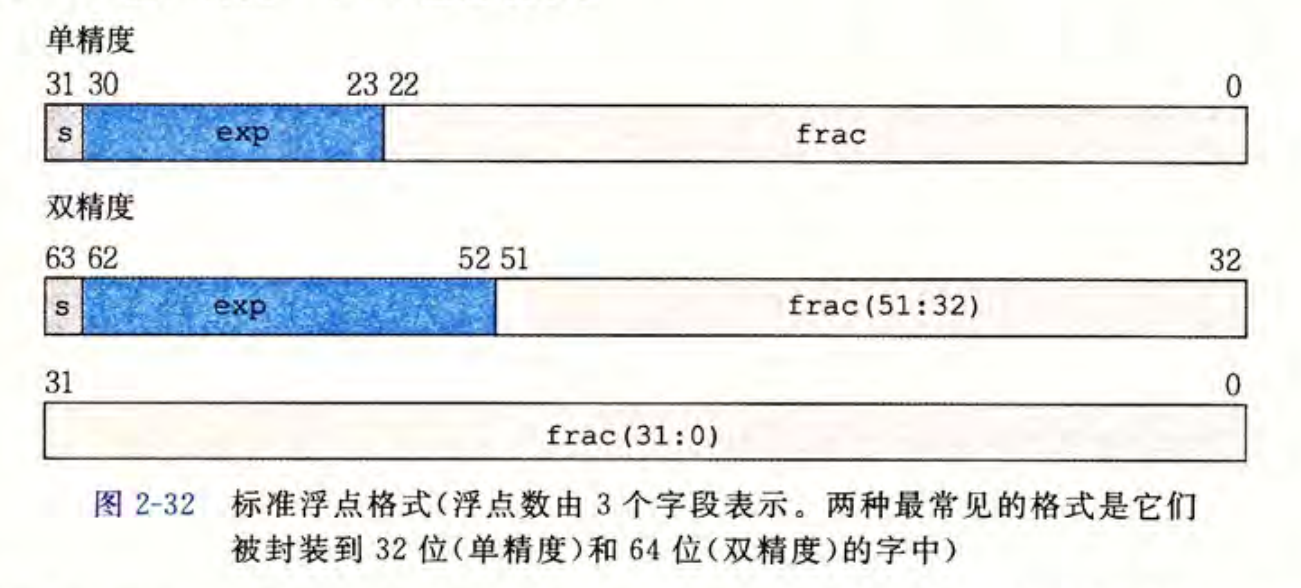 单精度
31 30 23 22 0
s exp frac
双精度
63 62 52 51 32
s exp frac(51:32)
31 0
frac(31:0)
图 2-32 标准浮点格式(浮点数由 3 个字段表示。两种最常见的格式是它们
被封装到 32 位(单精度)和 64 位(双精度)的字中)